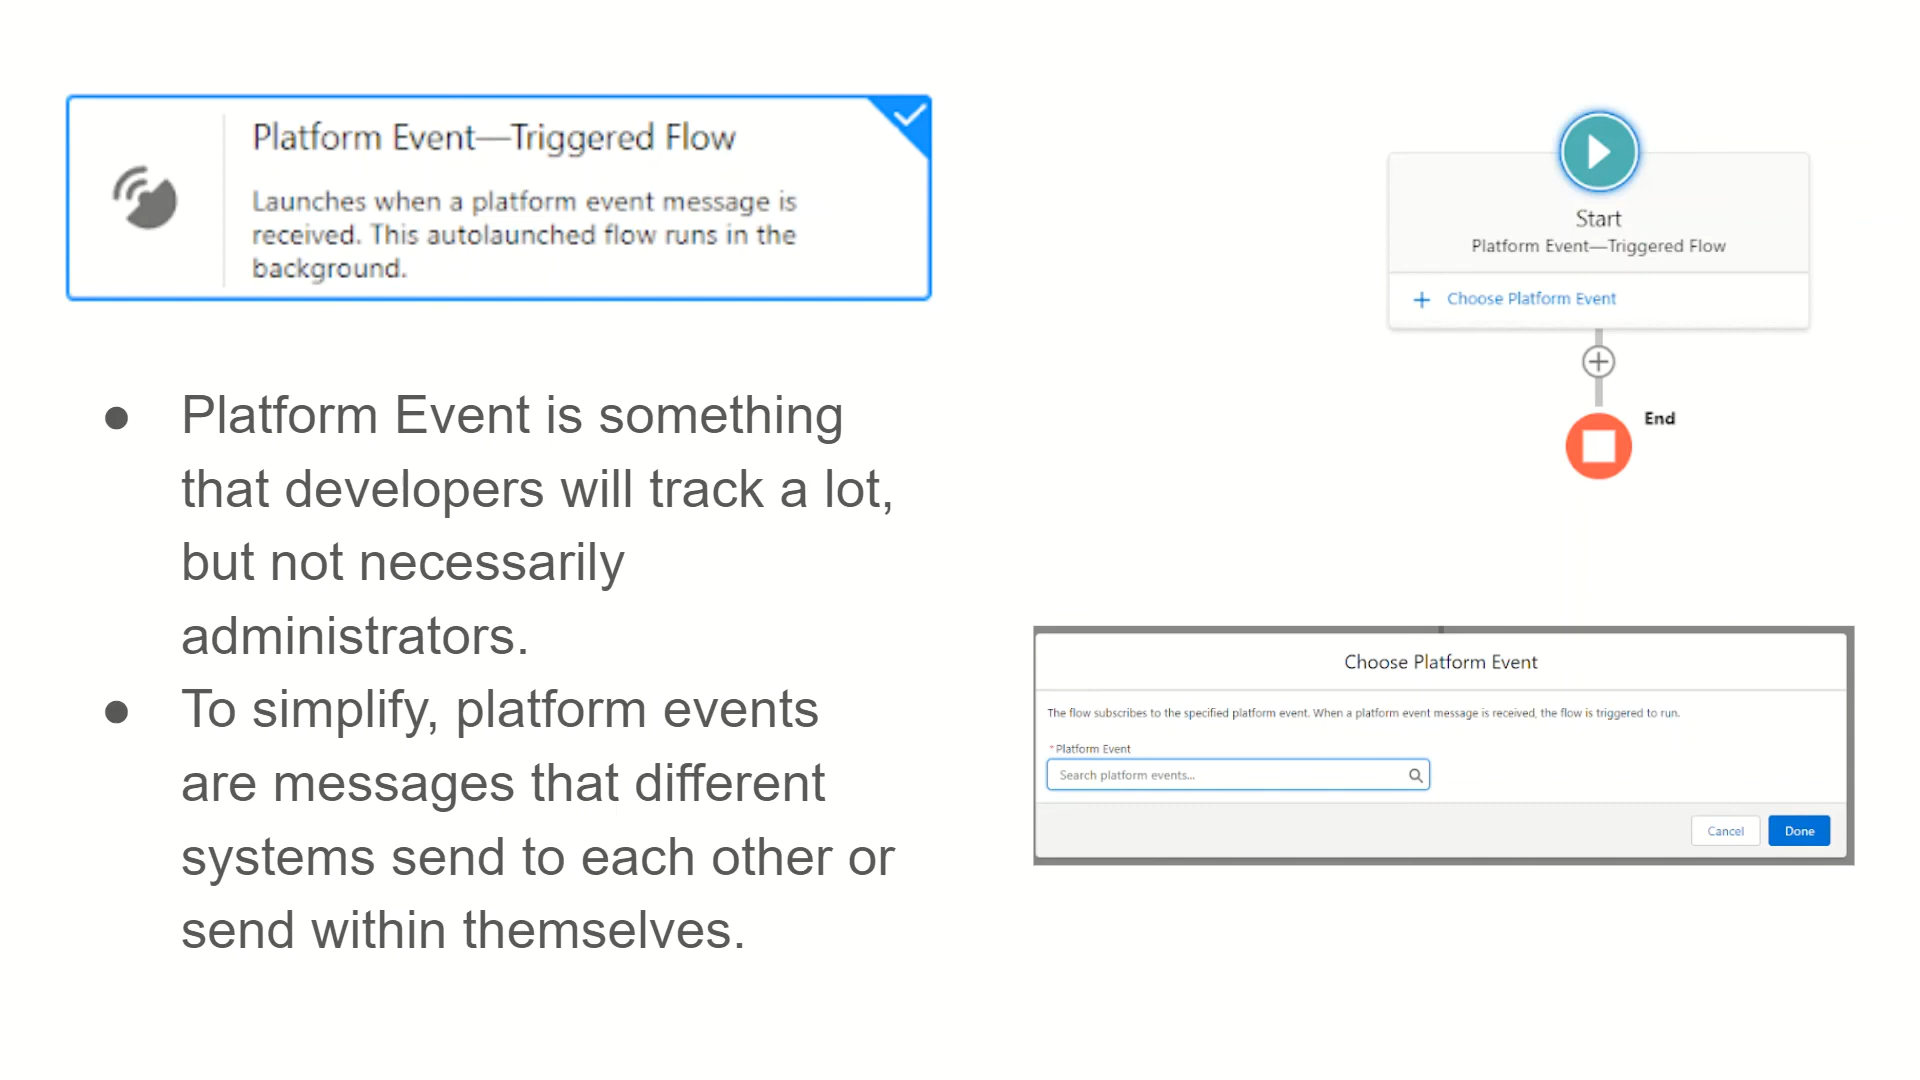 Platform Event—Triggered Flow
Launches when a platform event message is
received. This autolaunched flow runs in the
background.
● Platform Event is something
that developers will track a lot,
but not necessarily
administrators.
● To simplify, platform events
are messages that different
systems send to each other or
send within themselves.
Start
Platform Event—Triggered Flow
+ Choose Platform Event
End
Choose Platform Event
The flow subscribes to the specified platform event. When a platform event message is received, the flow is triggered to run.
* Platform Event
Search platform events...
Cancel Done